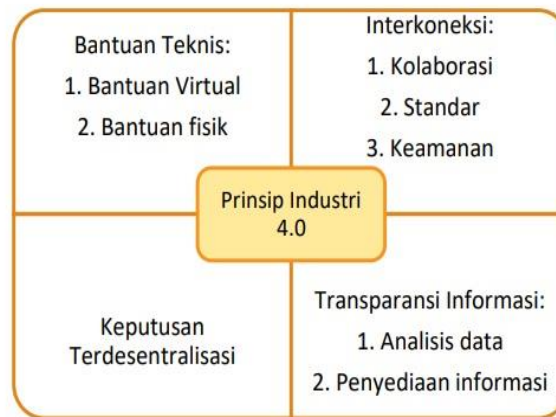 Bantuan Teknis:
1. Bantuan Virtual
2. Bantuan fisik
Interkoneksi:
1. Kolaborasi
2. Standar
3. Keamanan
Prinsip Industri
4.0
Keputusan
Terdesentralisasi
Transparansi Informasi:
1. Analisis data
2. Penyediaan informasi